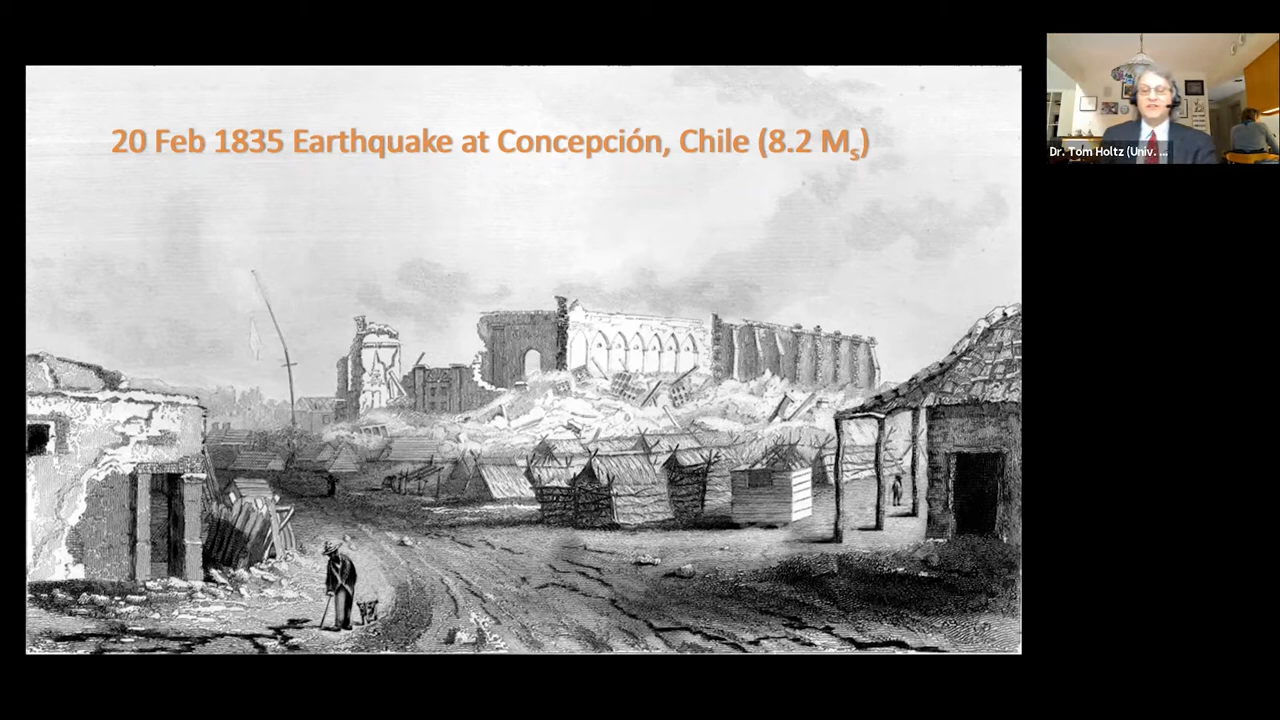 20 Feb 1835 Earthquake at Concepción, Chile (8.2 Ms)
Dr. Tom Holtz (Univ. ...